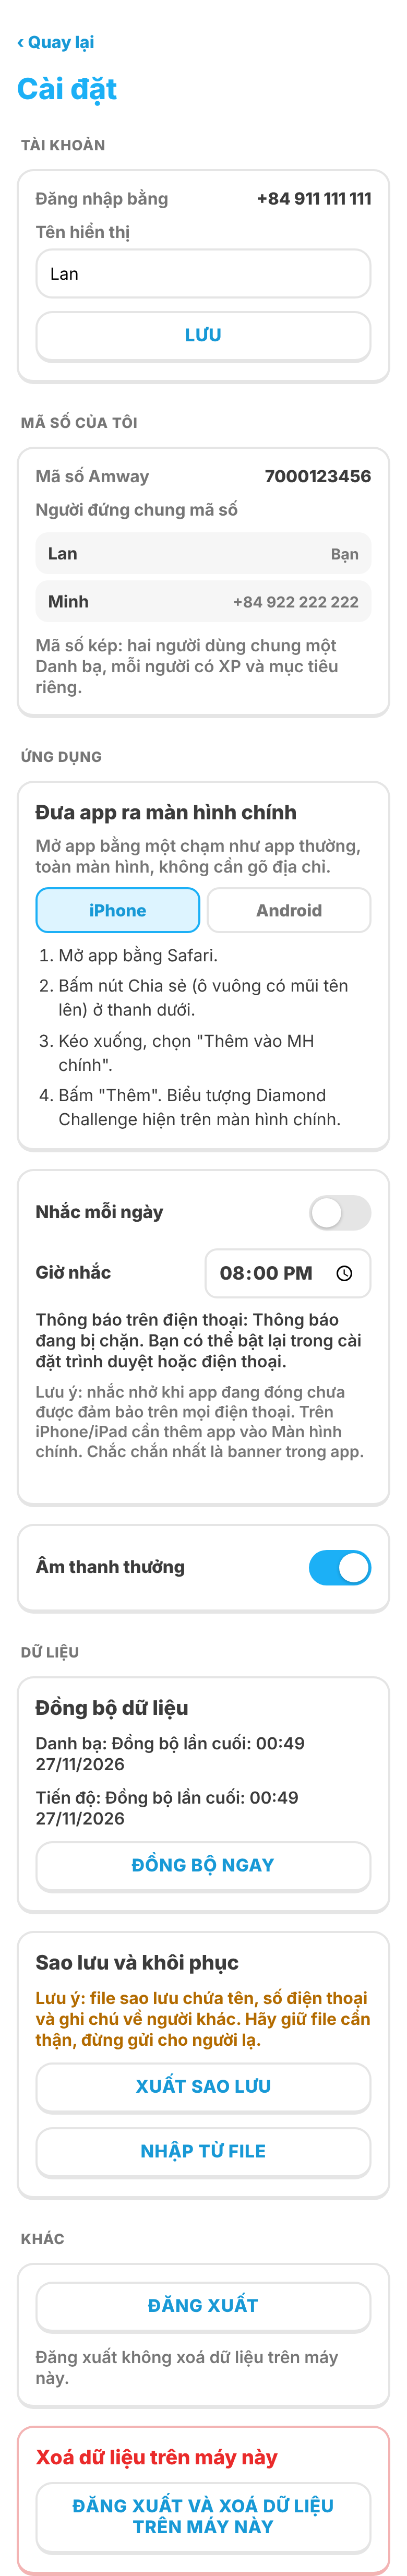 ‹ Quay lại
Cài đặt
TÀI KHOẢN
Đăng nhập bằng +84 911 111 111
Tên hiển thị
Lan
LƯU
MÃ SỐ CỦA TÔI
Mã số Amway 7000123456
Người đứng chung mã số
Lan Bạn
Minh +84 922 222 222
Mã số kép: hai người dùng chung một
Danh bạ, mỗi người có XP và mục tiêu
riêng.
ỨNG DỤNG
Đưa app ra màn hình chính
Mở app bằng một chạm như app thường,
toàn màn hình, không cần gõ địa chỉ.
iPhone Android
1. Mở app bằng Safari.
2. Bấm nút Chia sẻ (ô vuông có mũi tên
lên) ở thanh dưới.
3. Kéo xuống, chọn "Thêm vào MH
chính".
4. Bấm "Thêm". Biểu tượng Diamond
Challenge hiện trên màn hình chính.
Nhắc mỗi ngày
Giờ nhắc 08:00 PM
Thông báo trên điện thoại: Thông báo
đang bị chặn. Bạn có thể bật lại trong cài
đặt trình duyệt hoặc điện thoại.
Lưu ý: nhắc nhở khi app đang đóng chưa
được đảm bảo trên mọi điện thoại. Trên
iPhone/iPad cần thêm app vào Màn hình
chính. Chắc chắn nhất là banner trong app.
Âm thanh thưởng
DỮ LIỆU
Đồng bộ dữ liệu
Danh bạ: Đồng bộ lần cuối: 00:49
27/11/2026
Tiến độ: Đồng bộ lần cuối: 00:49
27/11/2026
ĐỒNG BỘ NGAY
Sao lưu và khôi phục
Lưu ý: file sao lưu chứa tên, số điện thoại
và ghi chú về người khác. Hãy giữ file cẩn
thận, đừng gửi cho người lạ.
XUẤT SAO LƯU
NHẬP TỪ FILE
KHÁC
ĐĂNG XUẤT
Đăng xuất không xoá dữ liệu trên máy
này.
Xoá dữ liệu trên máy này
ĐĂNG XUẤT VÀ XOÁ DỮ LIỆU
TRÊN MÁY NÀY